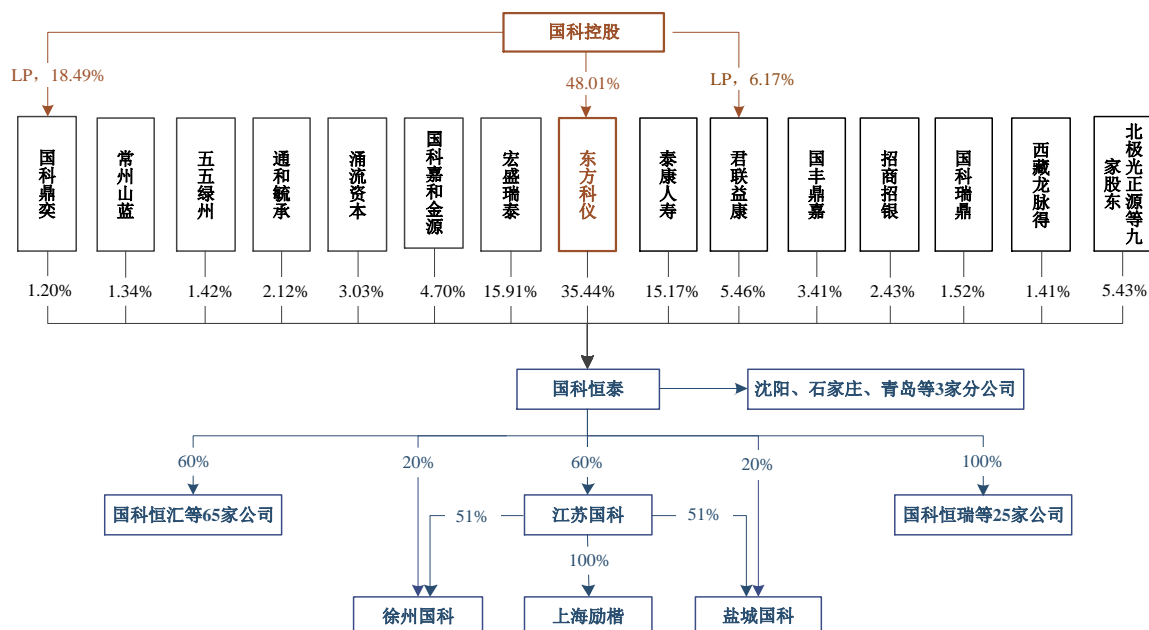 国科控股
LP，18.49%
48.01%
LP，6.17%
国科鼎奕
常州山蓝
五五绿州
通和毓承
涌流资本
国科嘉和金源
宏盛瑞泰
东方科仪
泰康人寿
君联益康
国丰鼎嘉
招商招银
国科瑞鼎
西藏龙脉得
北极光正源等九
家股东
1.20%
1.34%
1.42%
2.12%
3.03%
4.70%
15.91%
35.44%
15.17%
5.46%
3.41%
2.43%
1.52%
1.41%
5.43%
国科恒泰
沈阳、石家庄、青岛等3家分公司
60%
20%
60%
20%
100%
国科恒汇等65家公司
江苏国科
国科恒瑞等25家公司
51%
51%
100%
徐州国科
上海励楷
盐城国科